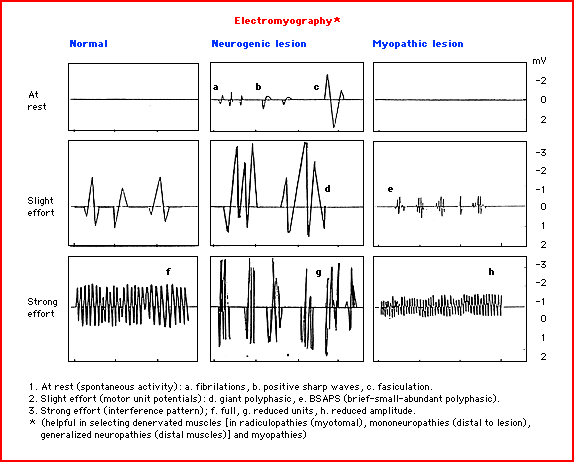 Electromyography*
Normal Neurogenic lesion Myopathic lesion
mV
a b c
At rest
-2
0
2
-3
-2
Slight effort
d e
-1
0
1
2
f g h
-3
-2
Strong effort
-1
0
1
2
1. At rest (spontaneous activity): a. fibrilations, b. positive sharp waves, c. fasiculation.
2. Slight effort (motor unit potentials): d. giant polyphasic, e. BSAPS (brief-small-abundant polyphasic).
3. Strong effort (interference pattern); f. full, g. reduced units, h. reduced amplitude.
* (helpful in selecting denervated muscles [in radiculopathies (myotomal), mononeuropathies (distal to lesion),
generalized neuropathies (distal muscles)] and myopathies)